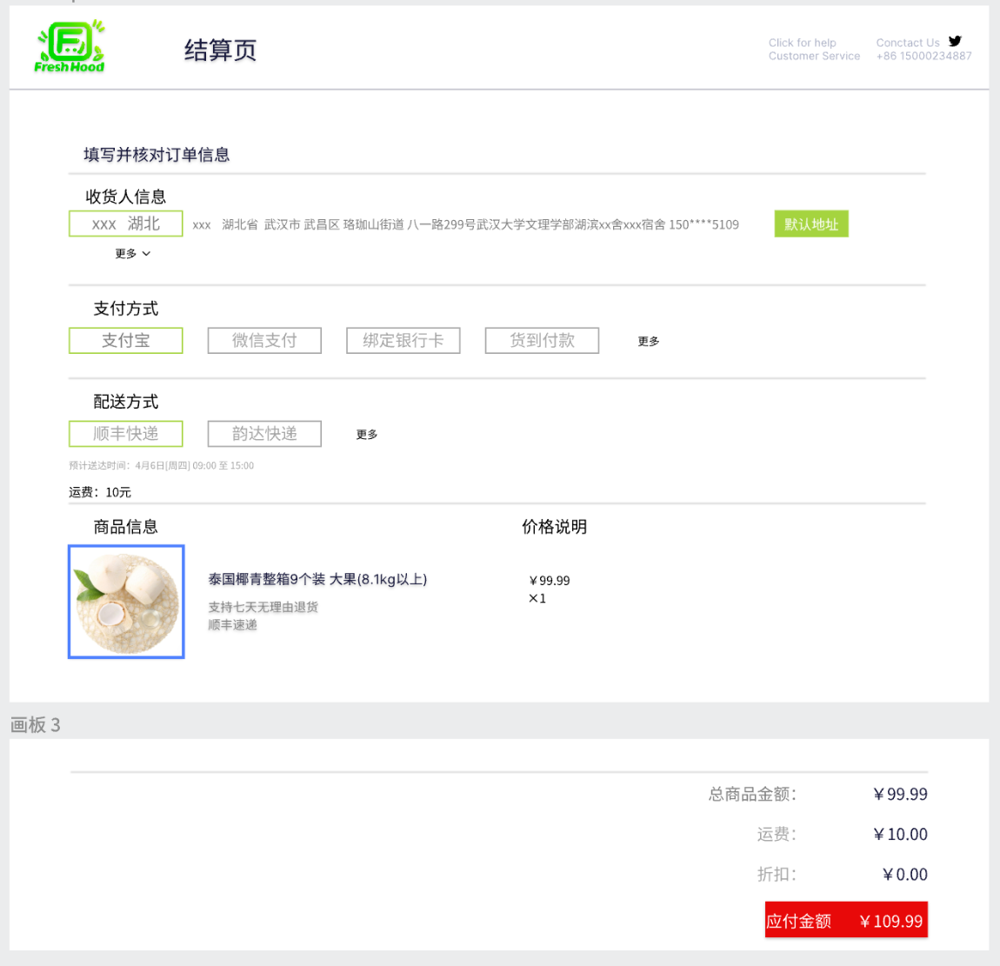 FreshHood
结算页
Click for help
Customer Service
Conctact Us
+86 15000234887
填写并核对订单信息
收货人信息
xxx 湖北
xxx 湖北省 武汉市 武昌区 珞珈山街道 八一路299号武汉大学文理学部湖滨xx舍xxx宿舍 150****5109
默认地址
更多
支付方式
支付宝 微信支付 绑定银行卡 货到付款 更多
配送方式
顺丰快递 韵达快递 更多
预计送达时间：4月6日[周四] 09:00 至 15:00
运费：10元
商品信息 价格说明
泰国椰青整箱9个装 大果(8.1kg以上) ￥99.99
×1
支持七天无理由退货
顺丰速递
画板 3
总商品金额： ￥99.99
运费： ￥10.00
折扣： ￥0.00
应付金额 ￥109.99